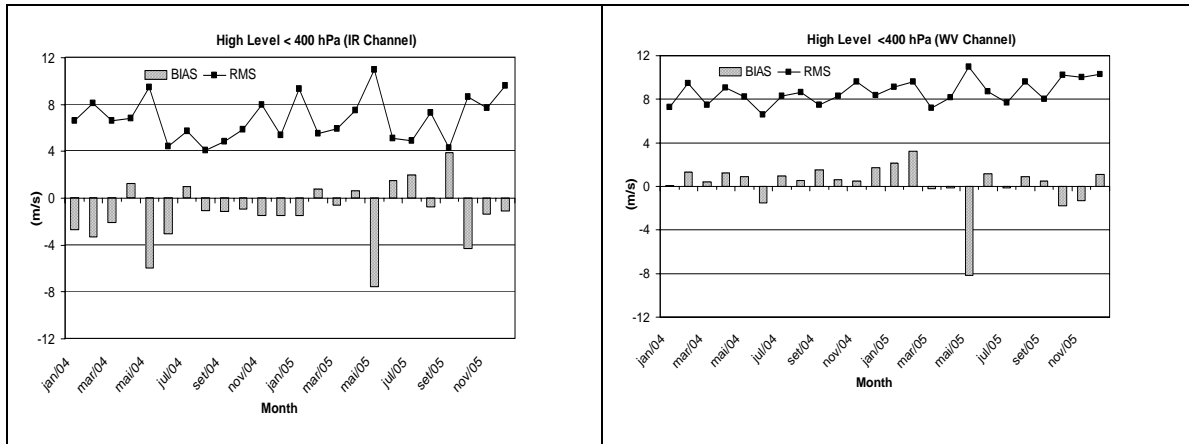 High Level < 400 hPa (IR Channel)
BIAS RMS
12
8
4
0
-4
-8
-12
(m/s)
jan/04 mar/04 mai/04 jul/04 set/04 nov/04 jan/05 mar/05 mai/05 jul/05 set/05 nov/05
Month
High Level <400 hPa (WV Channel)
BIAS RMS
12
8
4
0
-4
-8
-12
(m/s)
jan/04 mar/04 mai/04 jul/04 set/04 nov/04 jan/05 mar/05 mai/05 jul/05 set/05 nov/05
Month